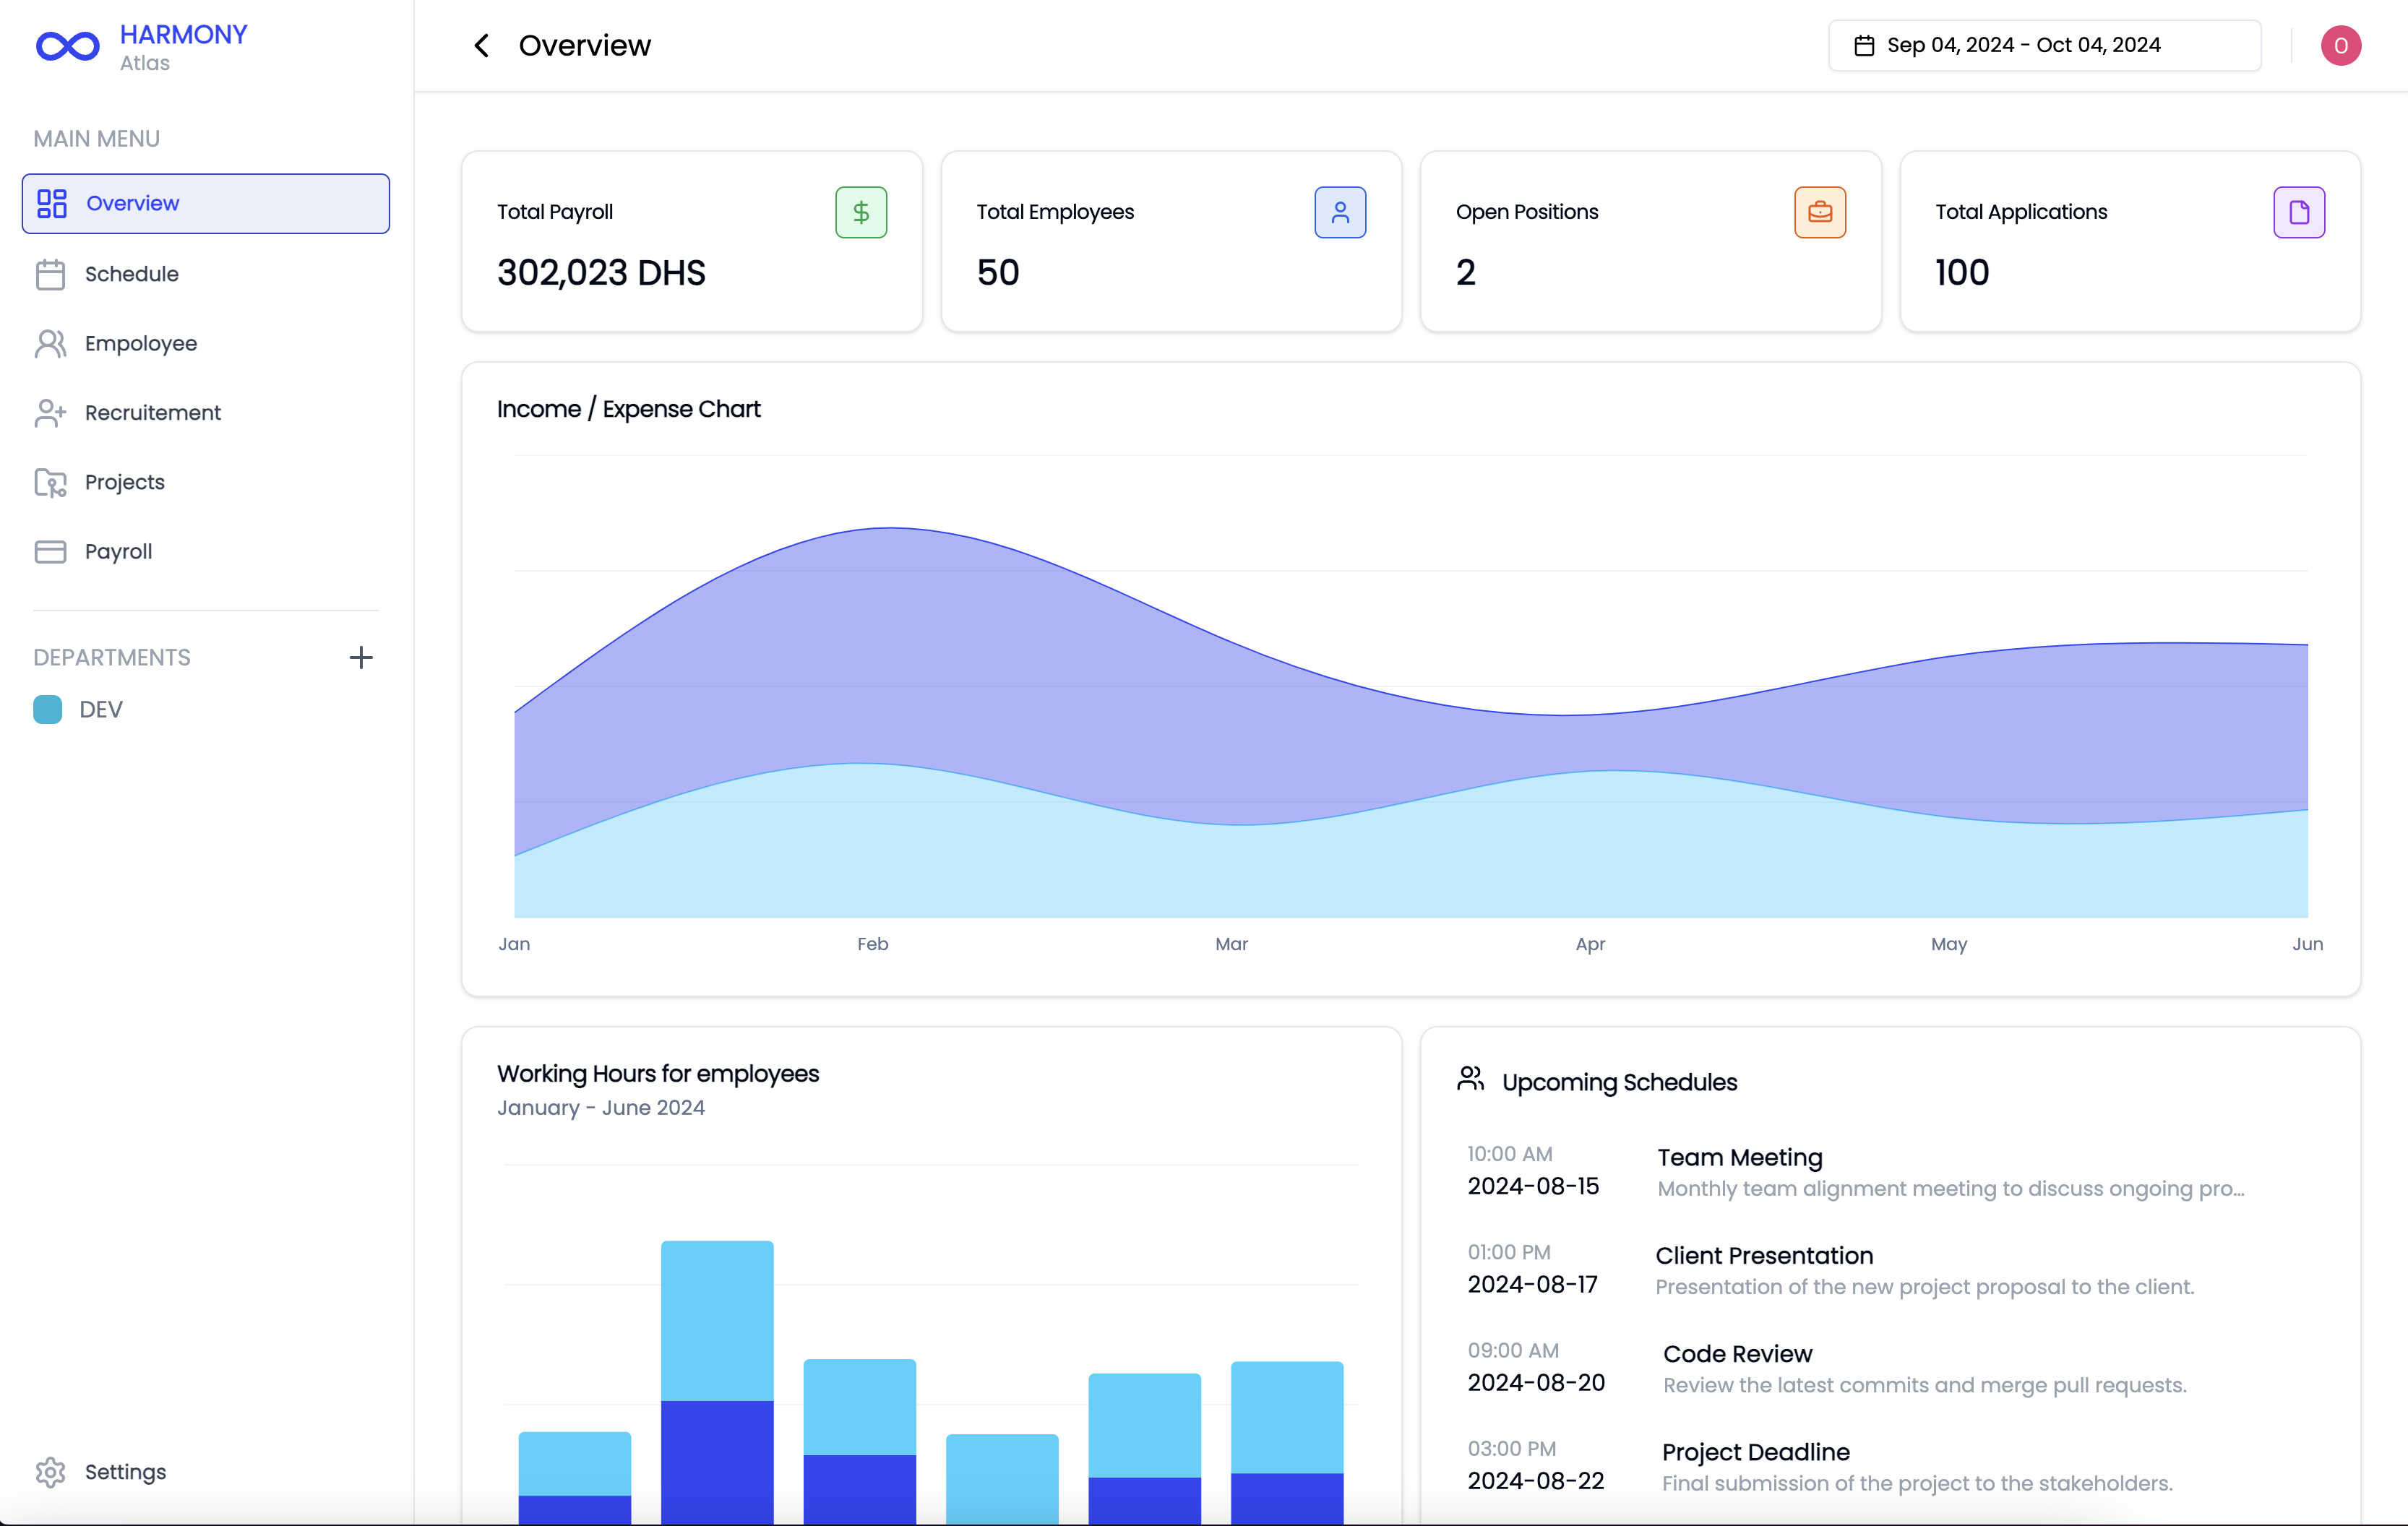 HARMONY
Atlas
MAIN MENU
Overview
Schedule
Empoloyee
Recruitement
Projects
Payroll
DEPARTMENTS
DEV
Settings
Overview
Sep 04, 2024 - Oct 04, 2024
O
Total Payroll
302,023 DHS
Total Employees
50
Open Positions
2
Total Applications
100
Income / Expense Chart
Jan Feb Mar Apr May Jun
Working Hours for employees
January - June 2024
Upcoming Schedules
10:00 AM
2024-08-15
Team Meeting
Monthly team alignment meeting to discuss ongoing pro...
01:00 PM
2024-08-17
Client Presentation
Presentation of the new project proposal to the client.
09:00 AM
2024-08-20
Code Review
Review the latest commits and merge pull requests.
03:00 PM
2024-08-22
Project Deadline
Final submission of the project to the stakeholders.